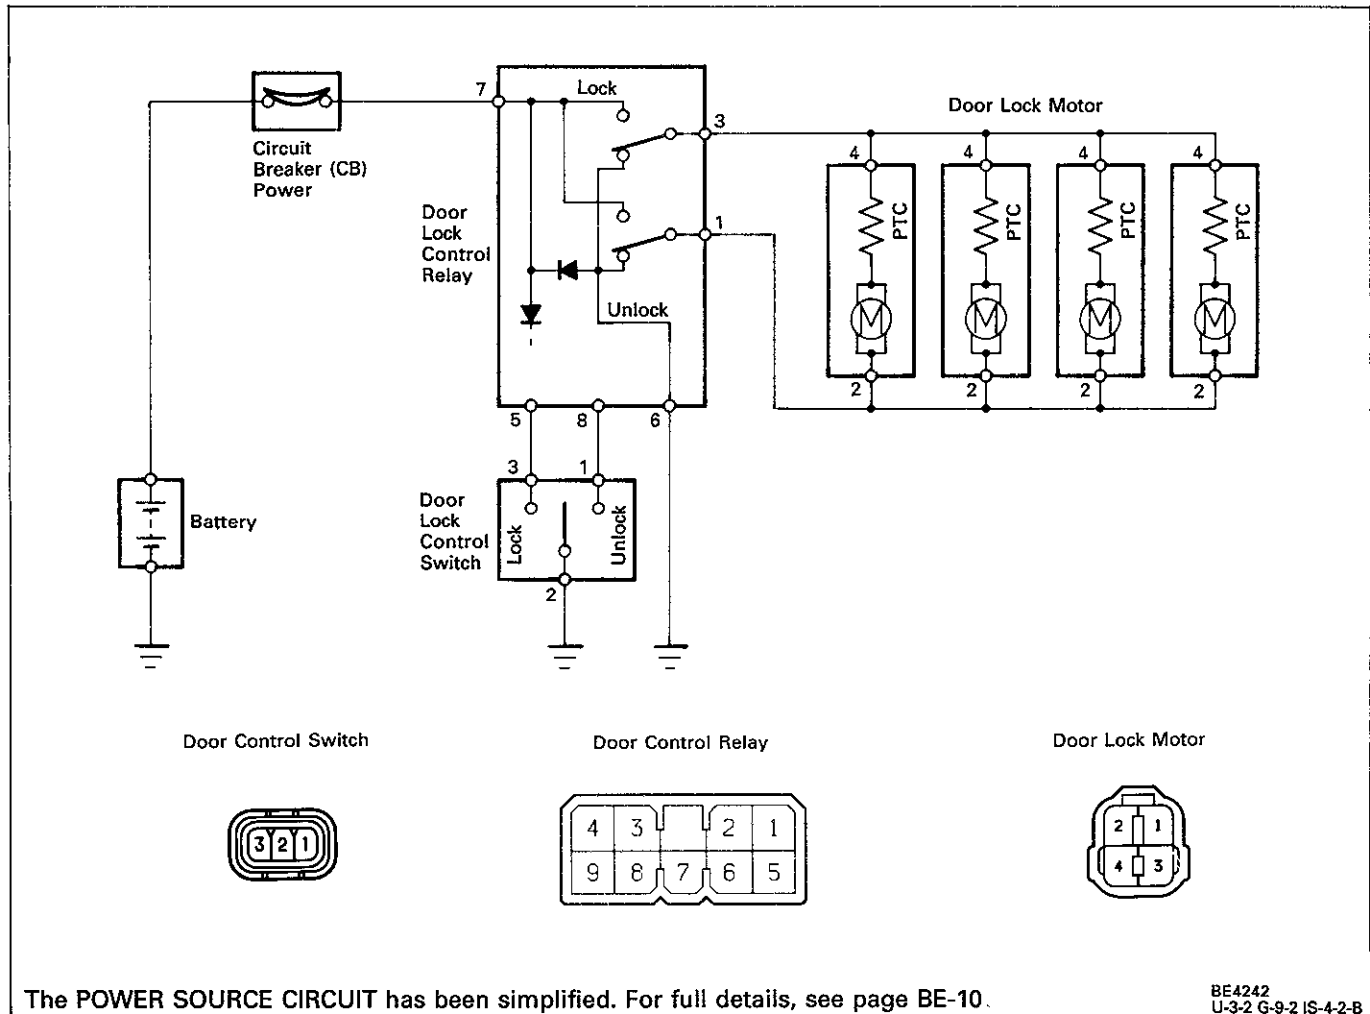 Circuit
Breaker (CB)
Power
7
Lock
3
Door Lock Motor
4
4
4
4
PTC
PTC
PTC
PTC
Door
Lock
Control
Relay
1
Unlock
M
M
M
M
2
2
2
2
5
8
6
3
1
Battery
Door
Lock
Control
Switch
Lock
Unlock
2
Door Control Switch
Door Control Relay
Door Lock Motor
3 2 1
4 3 2 1
9 8 7 6 5
2 1
4 3
The POWER SOURCE CIRCUIT has been simplified. For full details, see page BE-10.
BE4242
U-3-2 G-9-2 IS-4-2-B